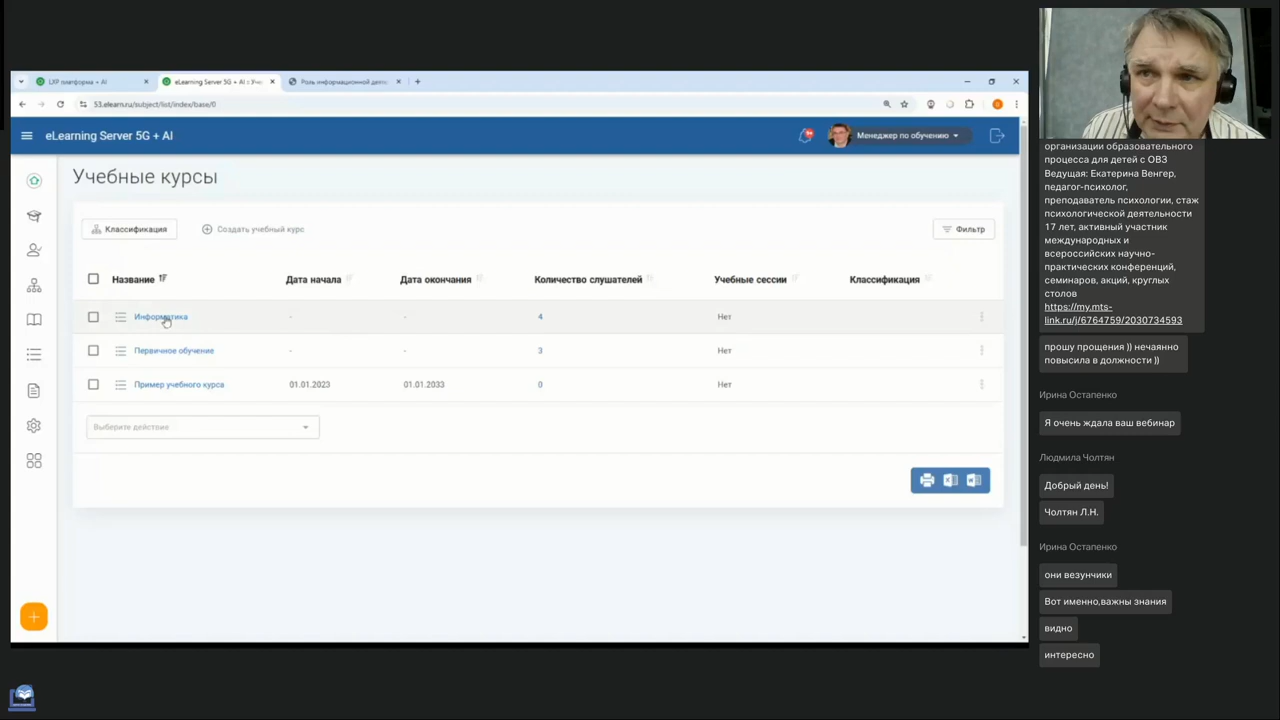 LXP платформа + AI
eLearning Server 5G + AI :: Уче
Роль информационной
53.elearn.ru/subject/list/index/base/0
eLearning Server 5G + AI
Менеджер по обучению
Учебные курсы
Классификация
Создать учебный курс
Фильтр
Название
Дата начала
Дата окончания
Количество слушателей
Учебные сессии
Классификация
Информатика
-
-
4
Нет
Первичное обучение
-
-
3
Нет
Пример учебного курса
01.01.2023
01.01.2033
0
Нет
Выберите действие
организации образовательного
процесса для детей с ОВЗ
Ведущая: Екатерина Венгер,
педагог-психолог,
преподаватель психологии, стаж
психологической деятельности
17 лет, активный участник
международных и
всероссийских научно-
практических конференций,
семинаров, акций, круглых
столов
https://my.mts-
link.ru/j/6764759/2030734593
прошу прощения )) нечаянно
повысила в должности ))
Ирина Остапенко
Я очень ждала ваш вебинар
Людмила Чолтян
Добрый день!
Чолтян Л.Н.
Ирина Остапенко
они везунчики
Вот именно,важны знания
видно
интересно